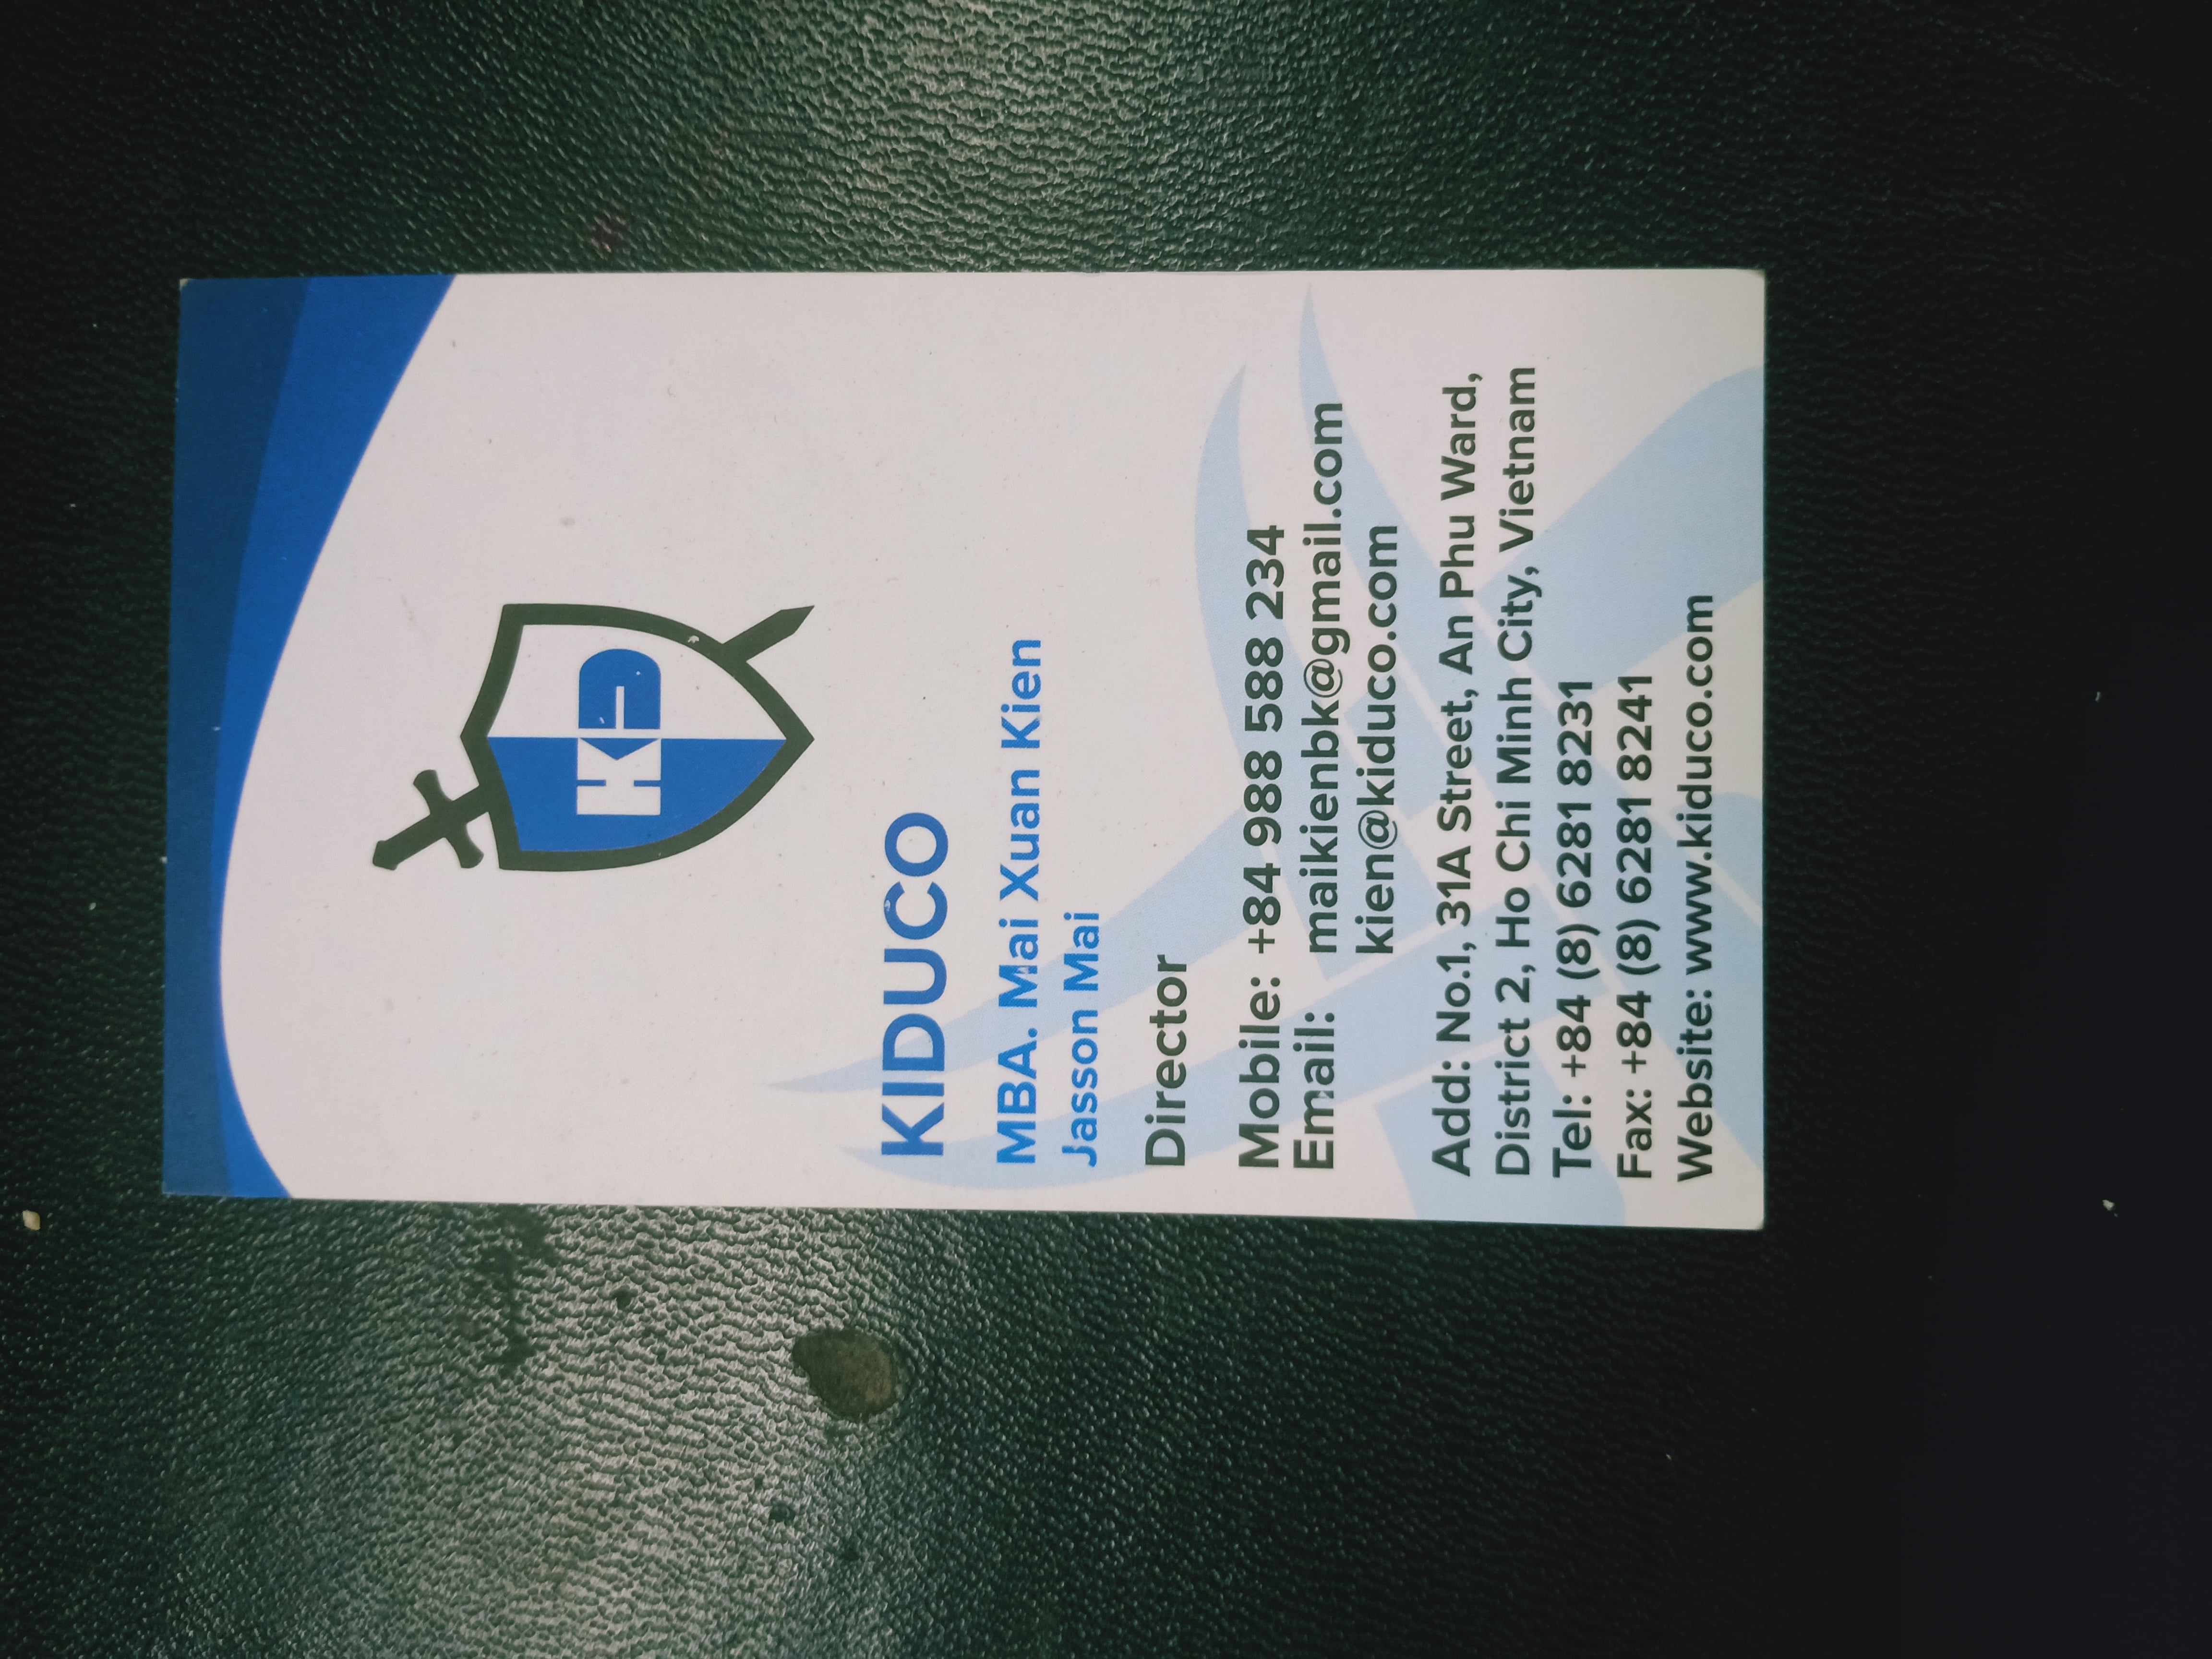 KD
KIDUCO
MBA. Mai Xuan Kien
Jasson Mai
Director
Mobile: +84 988 588 234
Email: maikienbk@gmail.com
kien@kiduco.com
Add: No.1, 31A Street, An Phu Ward,
District 2, Ho Chi Minh City, Vietnam
Tel: +84 (8) 6281 8231
Fax: +84 (8) 6281 8241
Website: www.kiduco.com